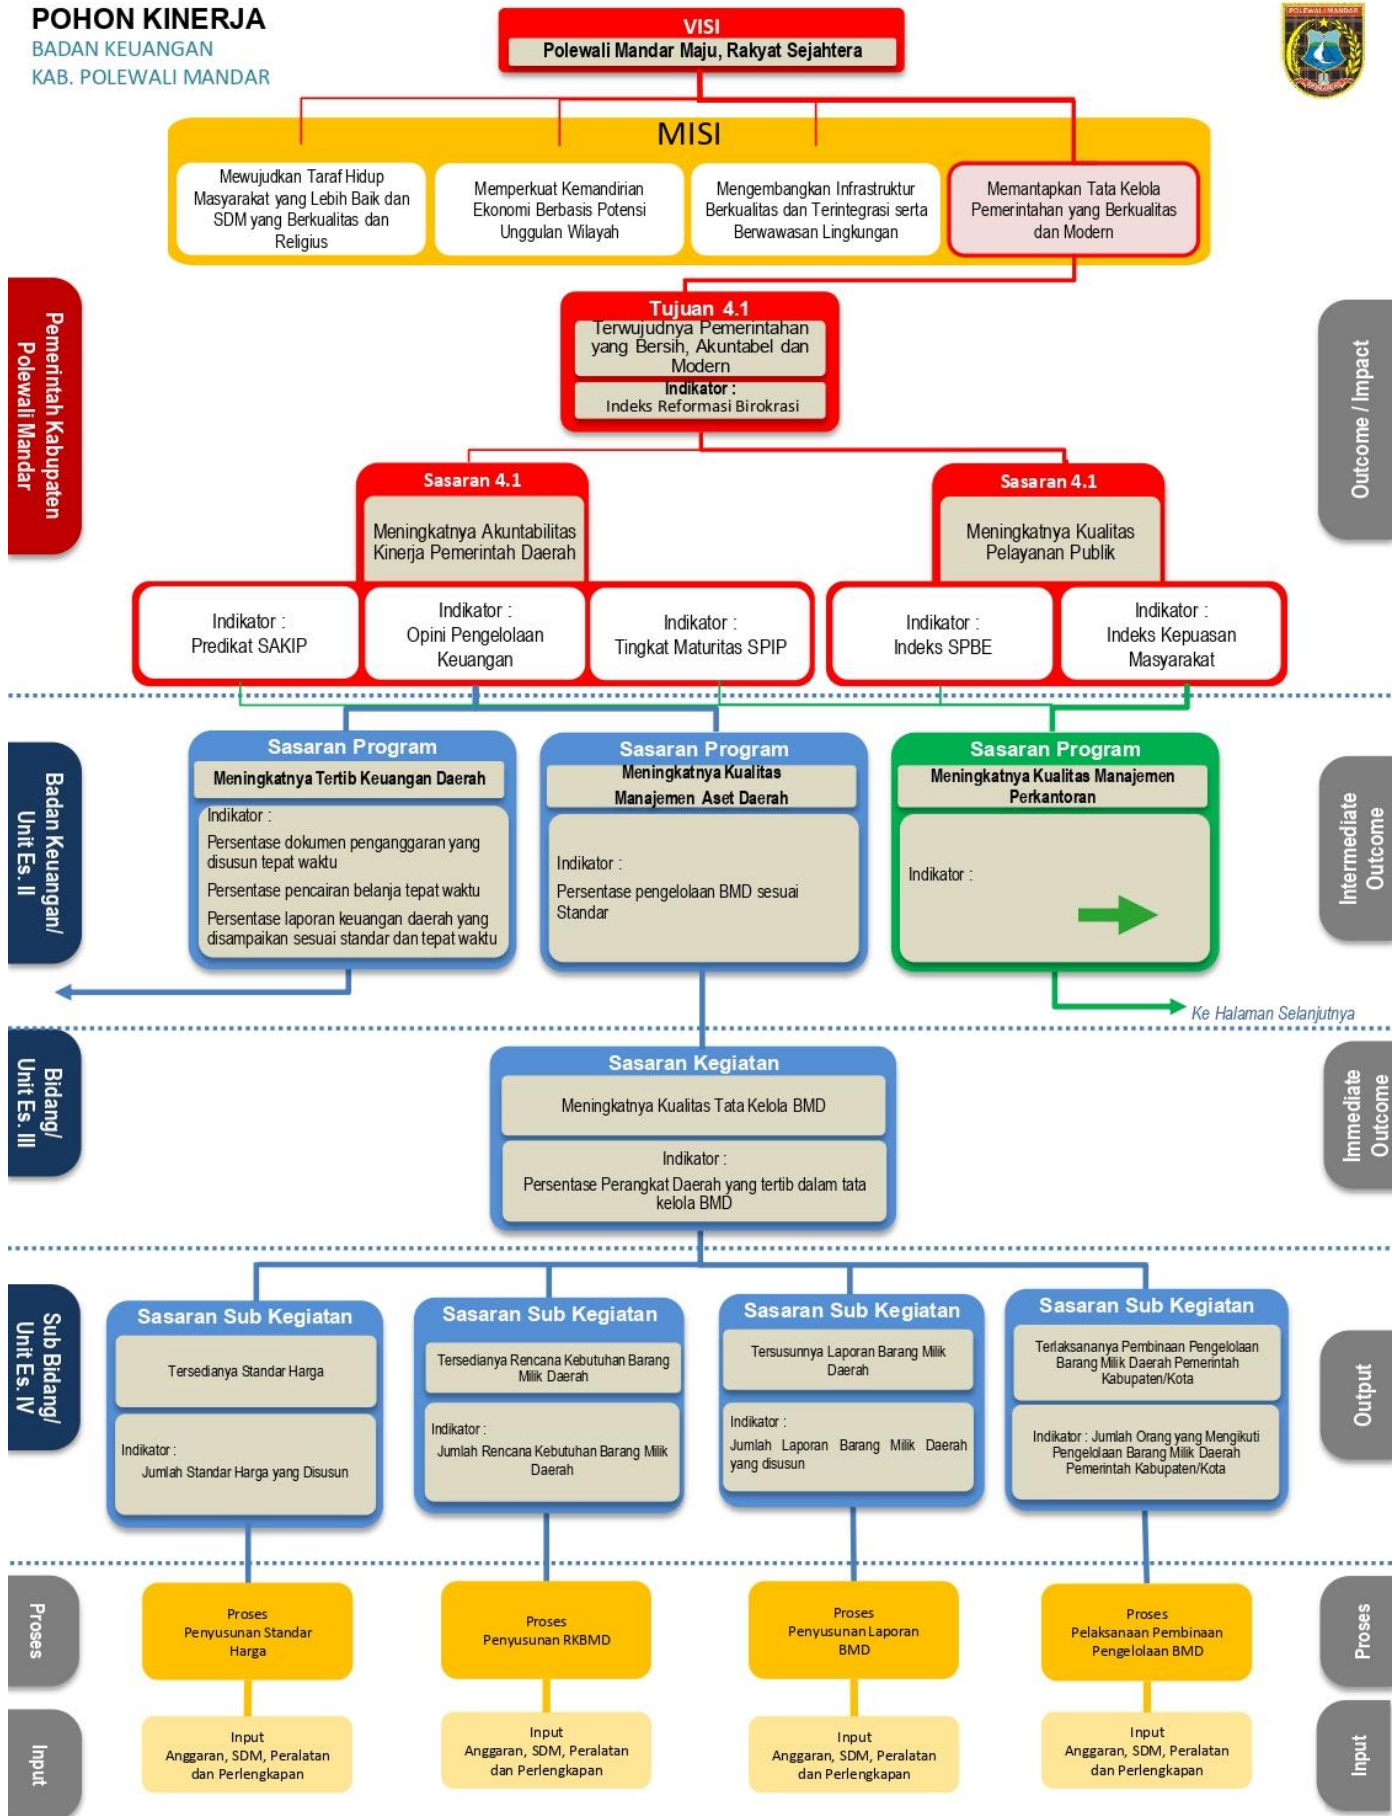 POHON KINERJA
BADAN KEUANGAN
KAB. POLEWALI MANDAR
POLEWALI MANDAR
VISI
Polewali Mandar Maju, Rakyat Sejahtera
MISI
Mewujudkan Taraf Hidup
Masyarakat yang Lebih Baik dan
SDM yang Berkualitas dan
Religius
Memperkuat Kemandirian
Ekonomi Berbasis Potensi
Unggulan Wilayah
Mengembangkan Infrastruktur
Berkualitas dan Terintegrasi serta
Berwawasan Lingkungan
Memantapkan Tata Kelola
Pemerintahan yang Berkualitas
dan Modern
Pemerintah Kabupaten
Polewali Mandar
Outcome / Impact
Tujuan 4.1
Terwujudnya Pemerintahan
yang Bersih, Akuntabel dan
Modern
Indikator :
Indeks Reformasi Birokrasi
Sasaran 4.1
Meningkatnya Akuntabilitas
Kinerja Pemerintah Daerah
Sasaran 4.1
Meningkatnya Kualitas
Pelayanan Publik
Indikator :
Predikat SAKIP
Indikator :
Opini Pengelolaan
Keuangan
Indikator :
Tingkat Maturitas SPIP
Indikator :
Indeks SPBE
Indikator :
Indeks Kepuasan
Masyarakat
Badan Keuangan/
Unit Es. II
Intermediate
Outcome
Sasaran Program
Meningkatnya Tertib Keuangan Daerah
Indikator :
Persentase dokumen penganggaran yang
disusun tepat waktu
Persentase pencairan belanja tepat waktu
Persentase laporan keuangan daerah yang
disampaikan sesuai standar dan tepat waktu
Sasaran Program
Meningkatnya Kualitas
Manajemen Aset Daerah
Indikator :
Persentase pengelolaan BMD sesuai
Standar
Sasaran Program
Meningkatnya Kualitas Manajemen
Perkantoran
Indikator :
Ke Halaman Selanjutnya
Bidang/
Unit Es. III
Immediate
Outcome
Sasaran Kegiatan
Meningkatnya Kualitas Tata Kelola BMD
Indikator :
Persentase Perangkat Daerah yang tertib dalam tata
kelola BMD
Sub Bidang/
Unit Es. IV
Output
Sasaran Sub Kegiatan
Tersedianya Standar Harga
Indikator :
Jumlah Standar Harga yang Disusun
Sasaran Sub Kegiatan
Tersedianya Rencana Kebutuhan Barang
Milik Daerah
Indikator :
Jumlah Rencana Kebutuhan Barang Milik
Daerah
Sasaran Sub Kegiatan
Tersusunnya Laporan Barang Milik
Daerah
Indikator :
Jumlah Laporan Barang Milik Daerah
yang disusun
Sasaran Sub Kegiatan
Terlaksananya Pembinaan Pengelolaan
Barang Milik Daerah Pemerintah
Kabupaten/Kota
Indikator : Jumlah Orang yang Mengikuti
Pengelolaan Barang Milik Daerah
Pemerintah Kabupaten/Kota
Proses
Proses
Proses
Penyusunan Standar
Harga
Proses
Penyusunan RKBMD
Proses
Penyusunan Laporan
BMD
Proses
Pelaksanaan Pembinaan
Pengelolaan BMD
Input
Input
Input
Anggaran, SDM, Peralatan
dan Perlengkapan
Input
Anggaran, SDM, Peralatan
dan Perlengkapan
Input
Anggaran, SDM, Peralatan
dan Perlengkapan
Input
Anggaran, SDM, Peralatan
dan Perlengkapan